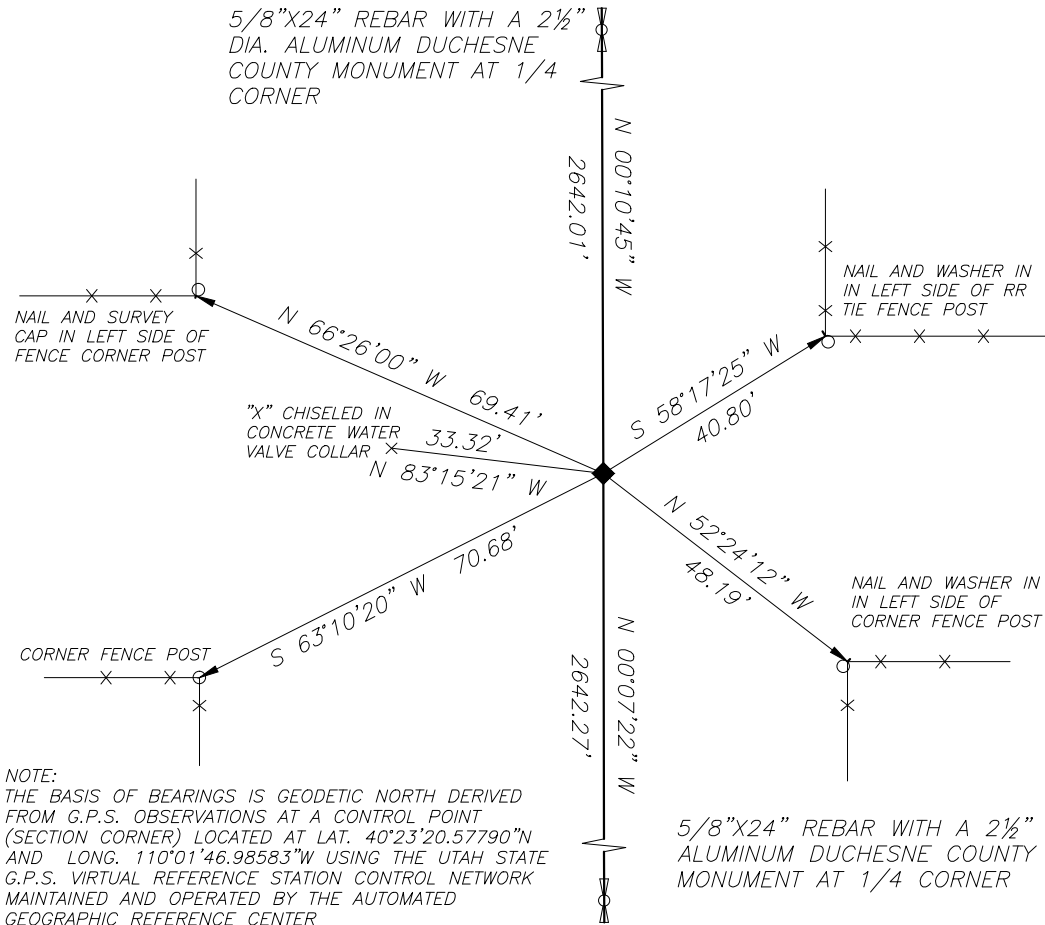 5/8"X24" REBAR WITH A 2½"
DIA. ALUMINUM DUCHESNE
COUNTY MONUMENT AT 1/4
CORNER
N 00°10'45" W
2642.01'
NAIL AND WASHER IN
IN LEFT SIDE OF RR
TIE FENCE POST
NAIL AND SURVEY
CAP IN LEFT SIDE OF
FENCE CORNER POST
N 66°26'00" W 69.41'
S 58°17'25" W
40.80'
"X" CHISELED IN
CONCRETE WATER
VALVE COLLAR
33.32'
N 83°15'21" W
S 63°10'20" W 70.68'
N 52°24'12" W
48.19'
NAIL AND WASHER IN
IN LEFT SIDE OF
CORNER FENCE POST
CORNER FENCE POST
N 00°07'22" W
2642.27'
NOTE:
THE BASIS OF BEARINGS IS GEODETIC NORTH DERIVED
FROM G.P.S. OBSERVATIONS AT A CONTROL POINT
(SECTION CORNER) LOCATED AT LAT. 40°23'20.57790"N
AND LONG. 110°01'46.98583"W USING THE UTAH STATE
G.P.S. VIRTUAL REFERENCE STATION CONTROL NETWORK
MAINTAINED AND OPERATED BY THE AUTOMATED
GEOGRAPHIC REFERENCE CENTER
5/8"X24" REBAR WITH A 2½"
ALUMINUM DUCHESNE COUNTY
MONUMENT AT 1/4 CORNER